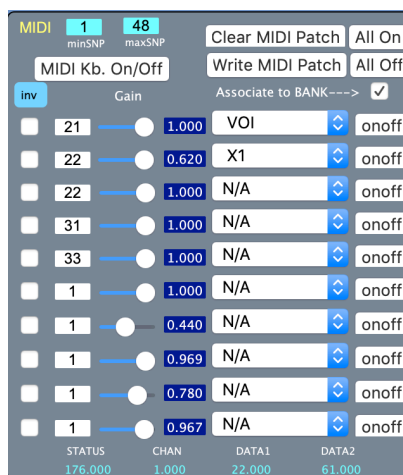 MIDI 1 48 Clear MIDI Patch All On
minSNP maxSNP
MIDI Kb. On/Off Write MIDI Patch All Off
inv Gain Associate to BANK--->
21 1.000 VOI onoff
22 0.620 X1 onoff
22 1.000 N/A onoff
31 1.000 N/A onoff
33 1.000 N/A onoff
1 1.000 N/A onoff
1 0.440 N/A onoff
1 0.969 N/A onoff
1 0.780 N/A onoff
1 0.967 N/A onoff
STATUS CHAN DATA1 DATA2
176.000 1.000 22.000 61.000